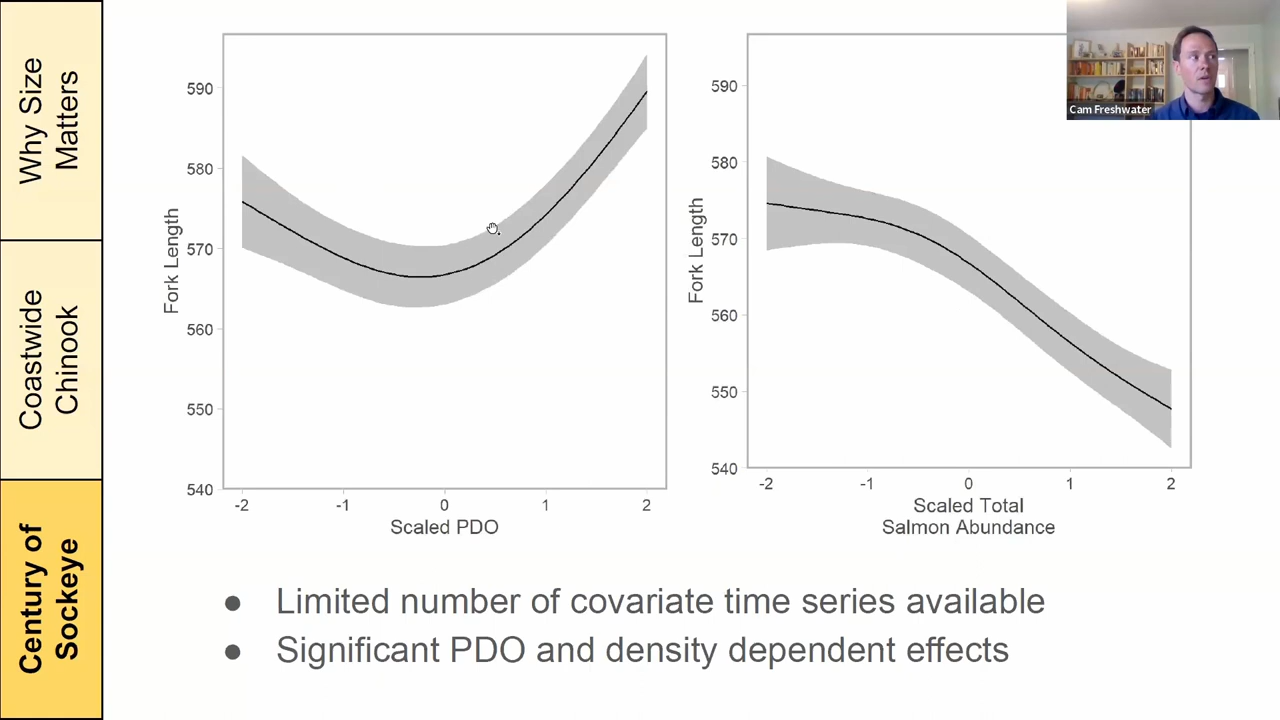 Why Size
Matters
Coastwide
Chinook
Century of
Sockeye
Fork Length
590
580
570
560
550
540
-2 -1 0 1 2
Scaled PDO
Fork Length
590
580
570
560
550
540
-2 -1 0 1 2
Scaled Total
Salmon Abundance
Cam Freshwater
● Limited number of covariate time series available
● Significant PDO and density dependent effects